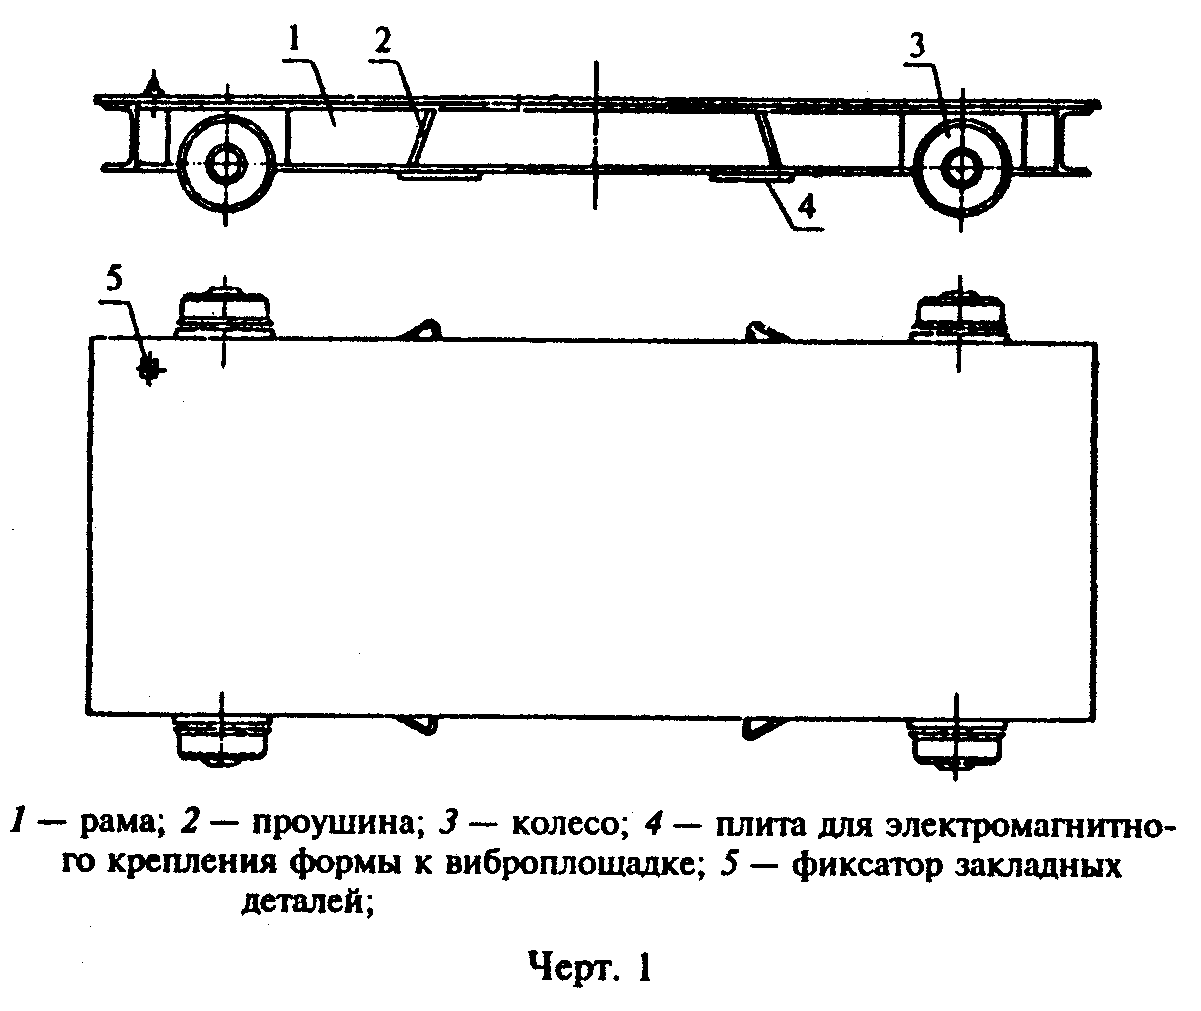 1
2
3
4
5
1 — рама; 2 — проушина; 3 — колесо; 4 — плита для электромагнитно-
го крепления формы к виброплощадке; 5 — фиксатор закладных
деталей;
Черт. 1